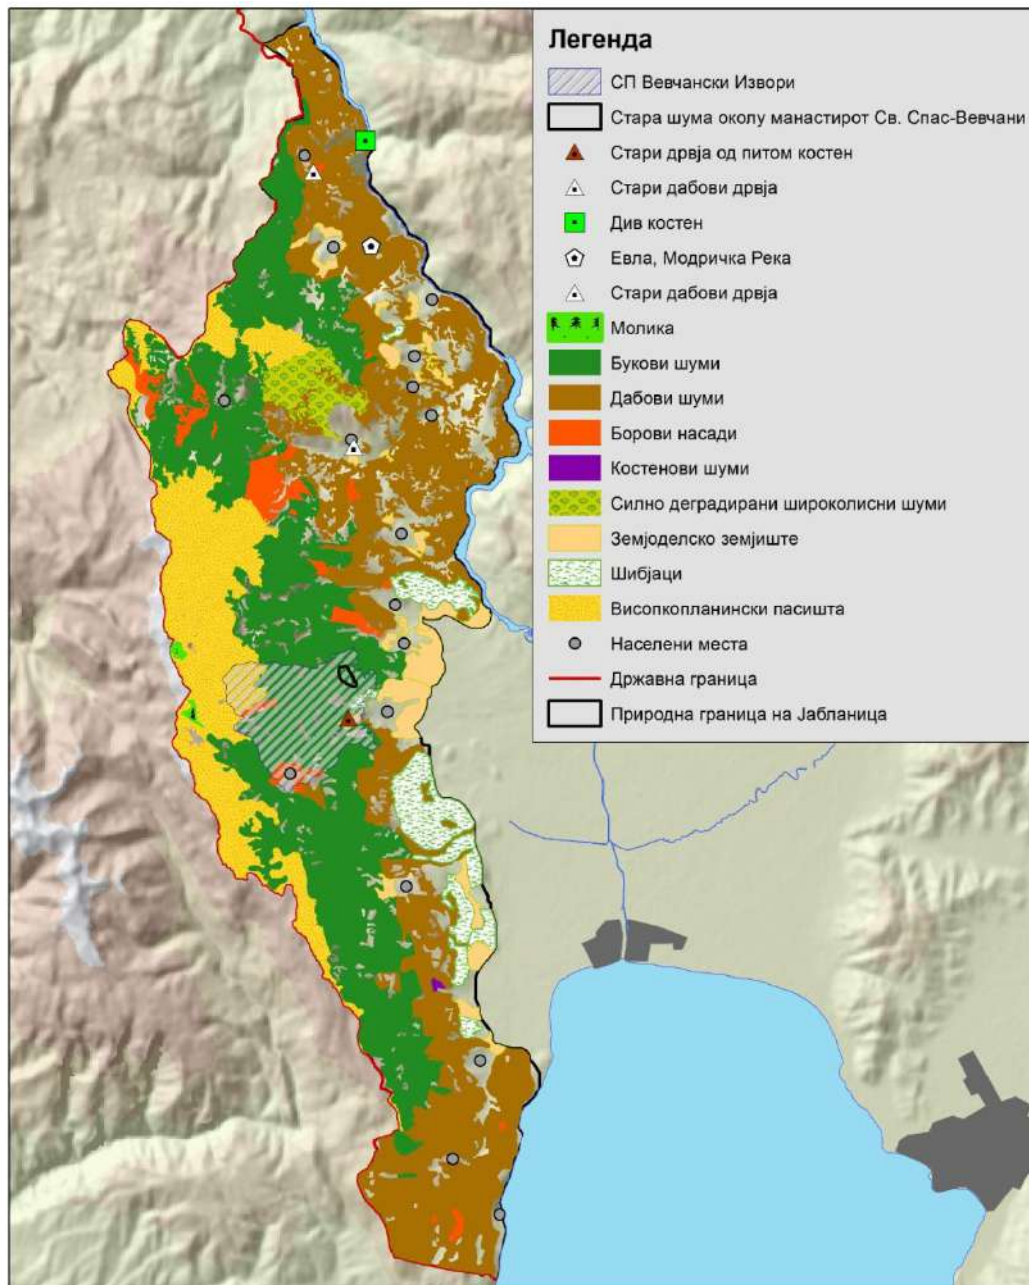 Легенда
СП Вевчански Извори
Стара шума околу манастирот Св. Спас-Вевчани
Стари дрвја од питом костен
Стари дабови дрвја
Див костен
Евла, Модричка Река
Стари дабови дрвја
Молика
Букови шуми
Дабови шуми
Борови насади
Костенови шуми
Силно деградирани широколисни шуми
Земјоделско земјиште
Шибјаци
Висопкопланински пасишта
Населени места
Државна граница
Природна граница на Јабланица